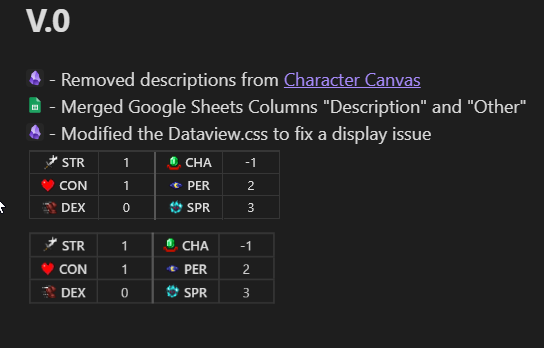 V.0
- Removed descriptions from Character Canvas
- Merged Google Sheets Columns "Description" and "Other"
- Modified the Dataview.css to fix a display issue
STR 1 CHA -1
CON 1 PER 2
DEX 0 SPR 3
STR 1 CHA -1
CON 1 PER 2
DEX 0 SPR 3